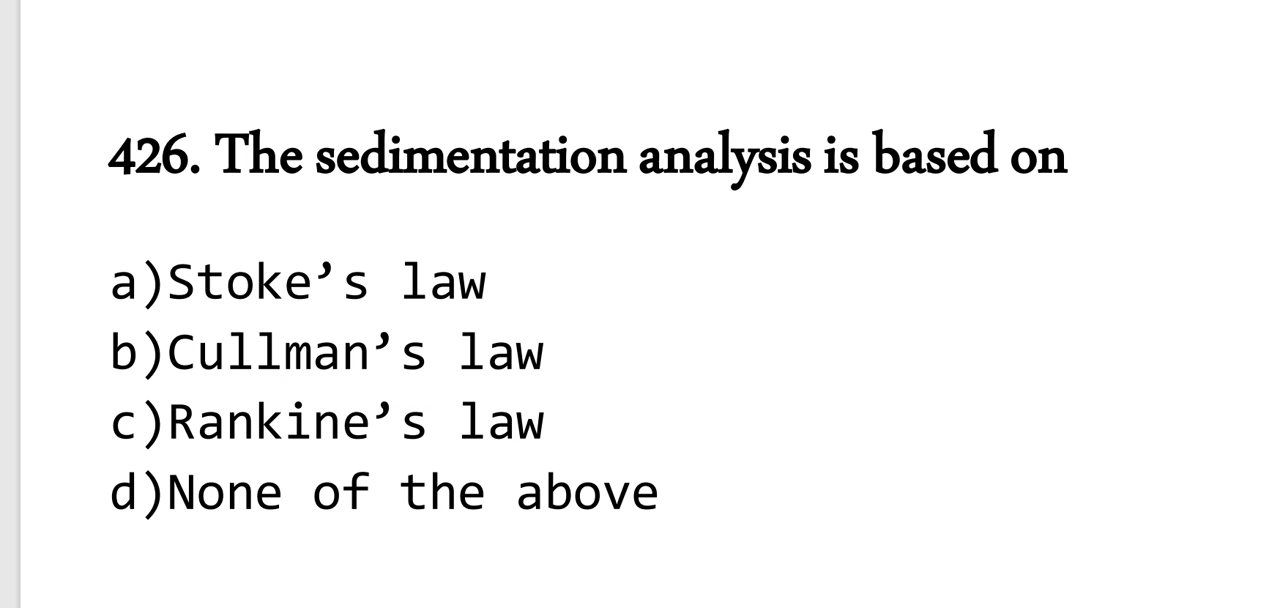 426. The sedimentation analysis is based on
a)Stoke’s law
b)Cullman’s law
c)Rankine’s law
d)None of the above